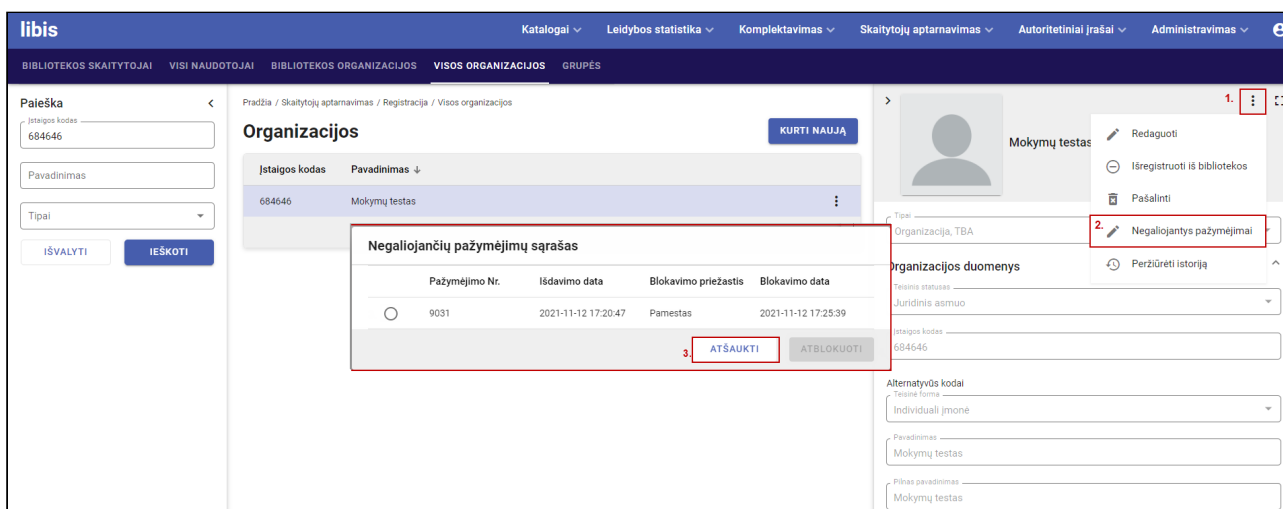 libis
Katalogai Leidybos statistika Komplektavimas Skaitytojų aptarnavimas Autoritetiniai įrašai Administravimas
BIBLIOTEKOS SKAITYTOJAI VISI NAUDOTOJAI BIBLIOTEKOS ORGANIZACIJOS VISOS ORGANIZACIJOS GRUPĖS
Paieška
Įstaigos kodas
684646
Pavadinimas
Tipai
IŠVALYTI IEŠKOTI
Pradžia / Skaitytojų aptarnavimas / Registracija / Visos organizacijos
Organizacijos
KURTI NAUJĄ
Įstaigos kodas Pavadinimas
684646 Mokymų testas
Negaliojančių pažymėjimų sąrašas
Pažymėjimo Nr. Išdavimo data Blokavimo priežastis Blokavimo data
9031 2021-11-12 17:20:47 Pamestas 2021-11-12 17:25:39
3. ATŠAUKTI ATBLOKUOTI
1.
Mokymų testas
Redaguoti
Išregistruoti iš bibliotekos
Pašalinti
2. Negaliojantys pažymėjimai
Peržiūrėti istoriją
Tipai
Organizacija, TBA
Organizacijos duomenys
Teisinis statusas
Juridinis asmuo
Įstaigos kodas
684646
Alternatyvūs kodai
Teisinė forma
Individuali įmonė
Pavadinimas
Mokymų testas
Pilnas pavadinimas
Mokymų testas